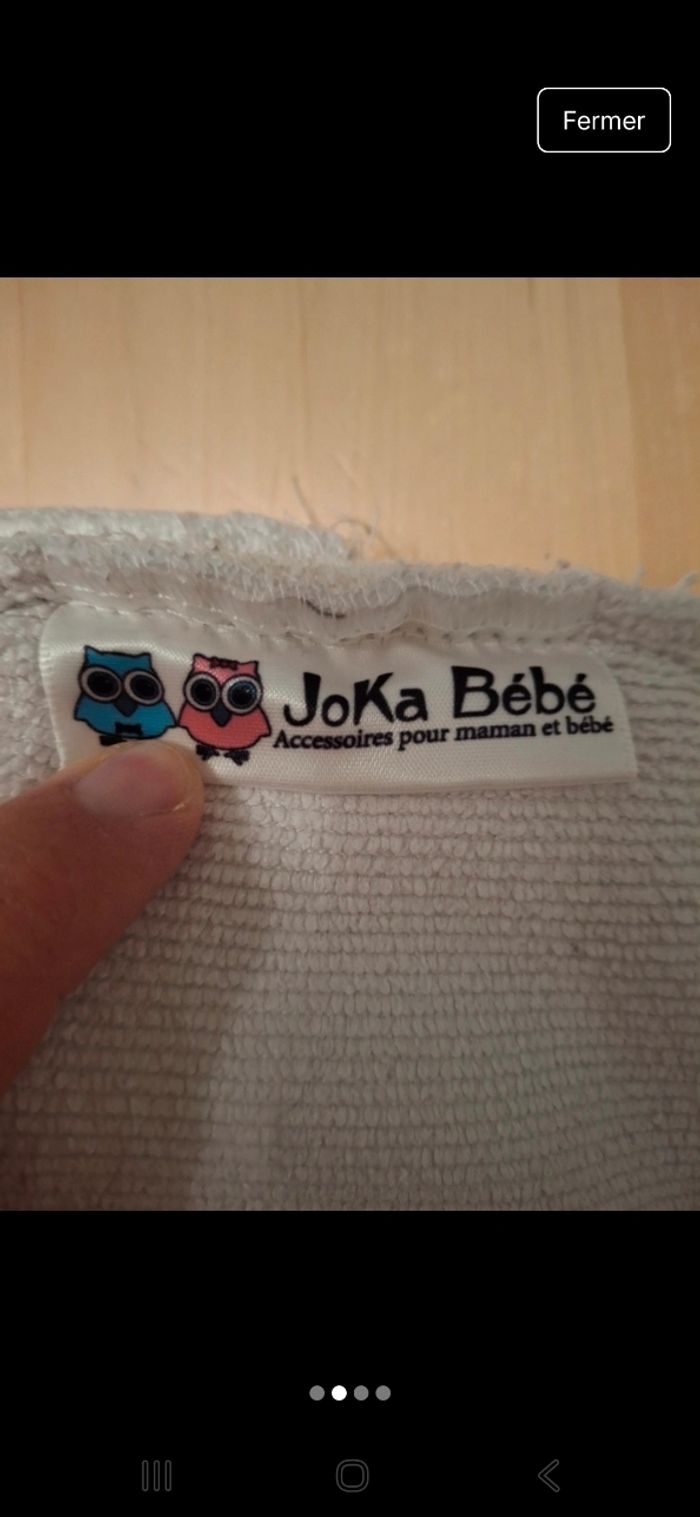 Fermer
JoKa Bébé
Accessoires pour maman et bébé